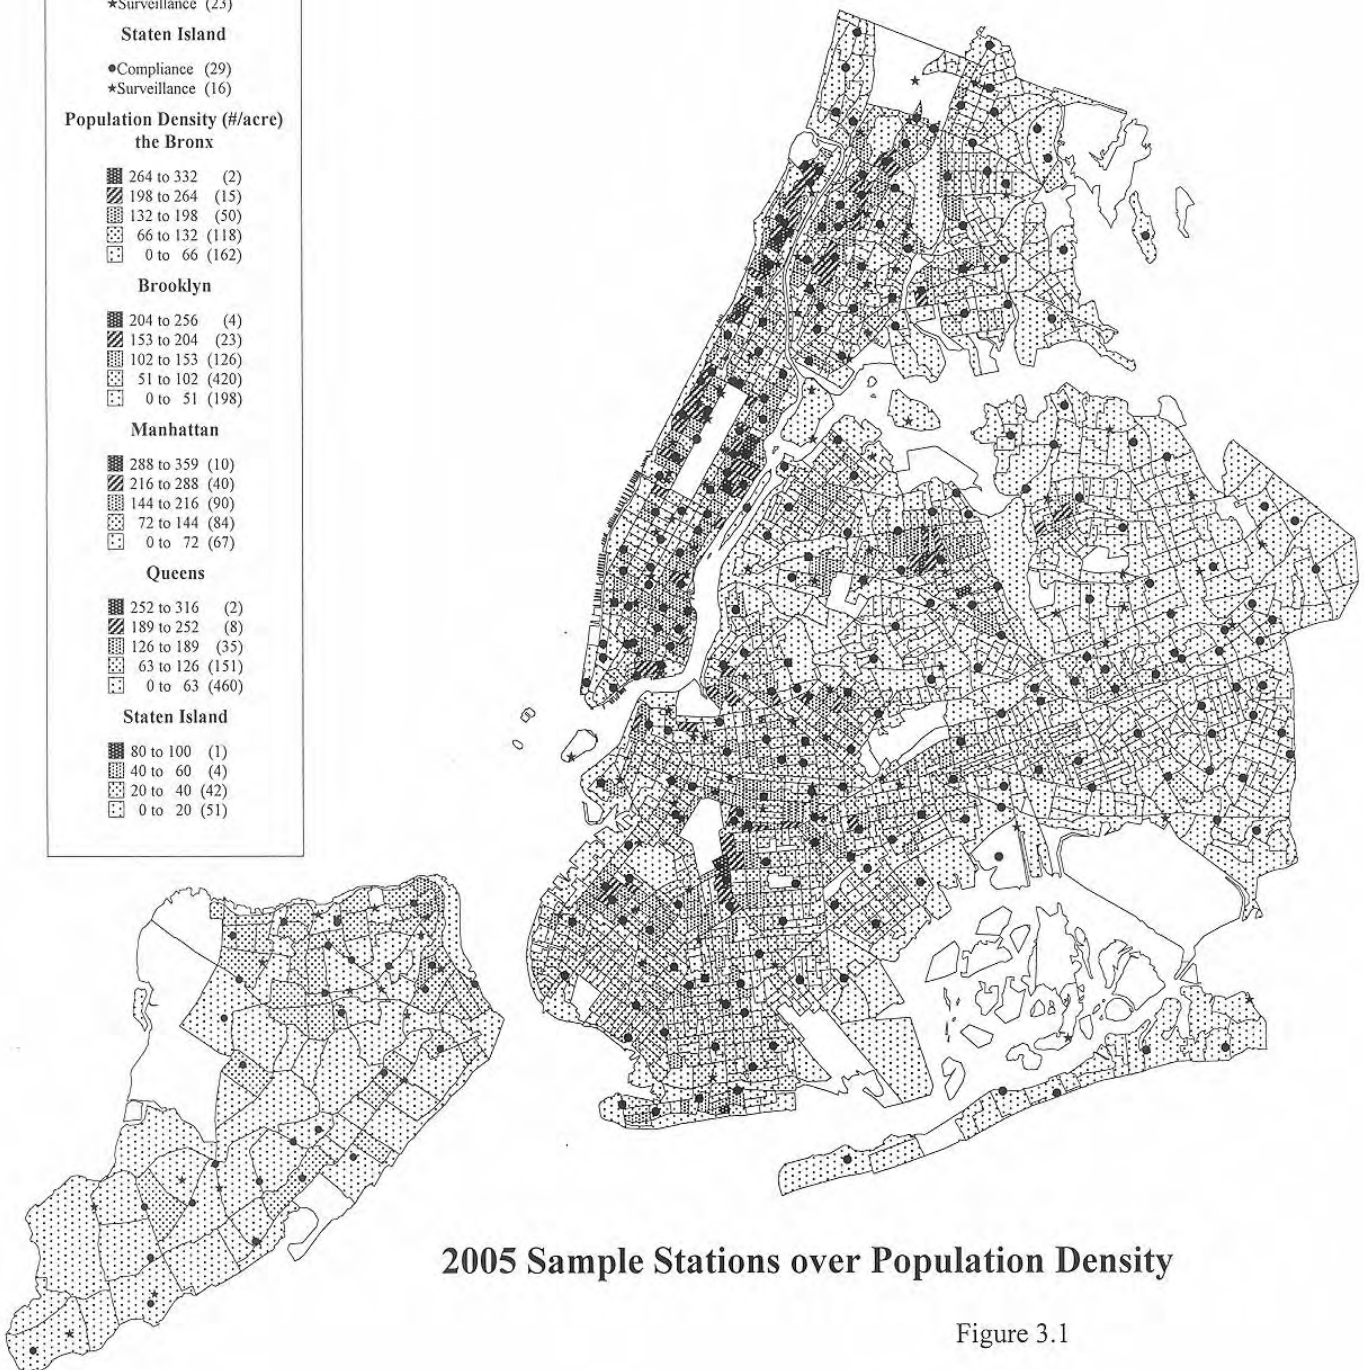 ★Surveillance (23)
Staten Island
●Compliance (29)
★Surveillance (16)
Population Density (#/acre)
the Bronx
264 to 332 (2)
198 to 264 (15)
132 to 198 (50)
66 to 132 (118)
0 to 66 (162)
Brooklyn
204 to 256 (4)
153 to 204 (23)
102 to 153 (126)
51 to 102 (420)
0 to 51 (198)
Manhattan
288 to 359 (10)
216 to 288 (40)
144 to 216 (90)
72 to 144 (84)
0 to 72 (67)
Queens
252 to 316 (2)
189 to 252 (8)
126 to 189 (35)
63 to 126 (151)
0 to 63 (460)
Staten Island
80 to 100 (1)
40 to 60 (4)
20 to 40 (42)
0 to 20 (51)
2005 Sample Stations over Population Density
Figure 3.1